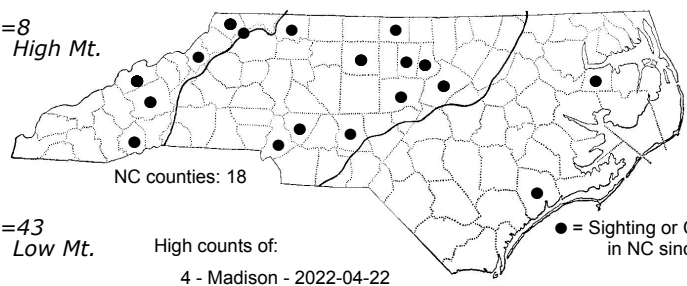 =8
High Mt.
NC counties: 18
=43
Low Mt.
High counts of:
4 - Madison - 2022-04-22
= Sighting or
in NC